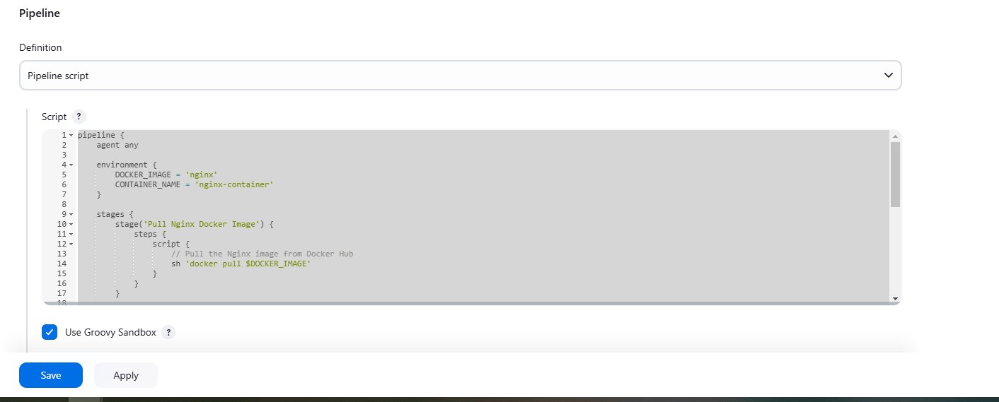 Pipeline
Definition
Pipeline script
Script ?
1 pipeline {
2     agent any
3
4     environment {
5         DOCKER_IMAGE = 'nginx'
6         CONTAINER_NAME = 'nginx-container'
7     }
8
9     stages {
10         stage('Pull Nginx Docker Image') {
11             steps {
12                 script {
13                     // Pull the Nginx image from Docker Hub
14                     sh 'docker pull $DOCKER_IMAGE'
15                 }
16             }
17         }
18
Use Groovy Sandbox ?
Save Apply